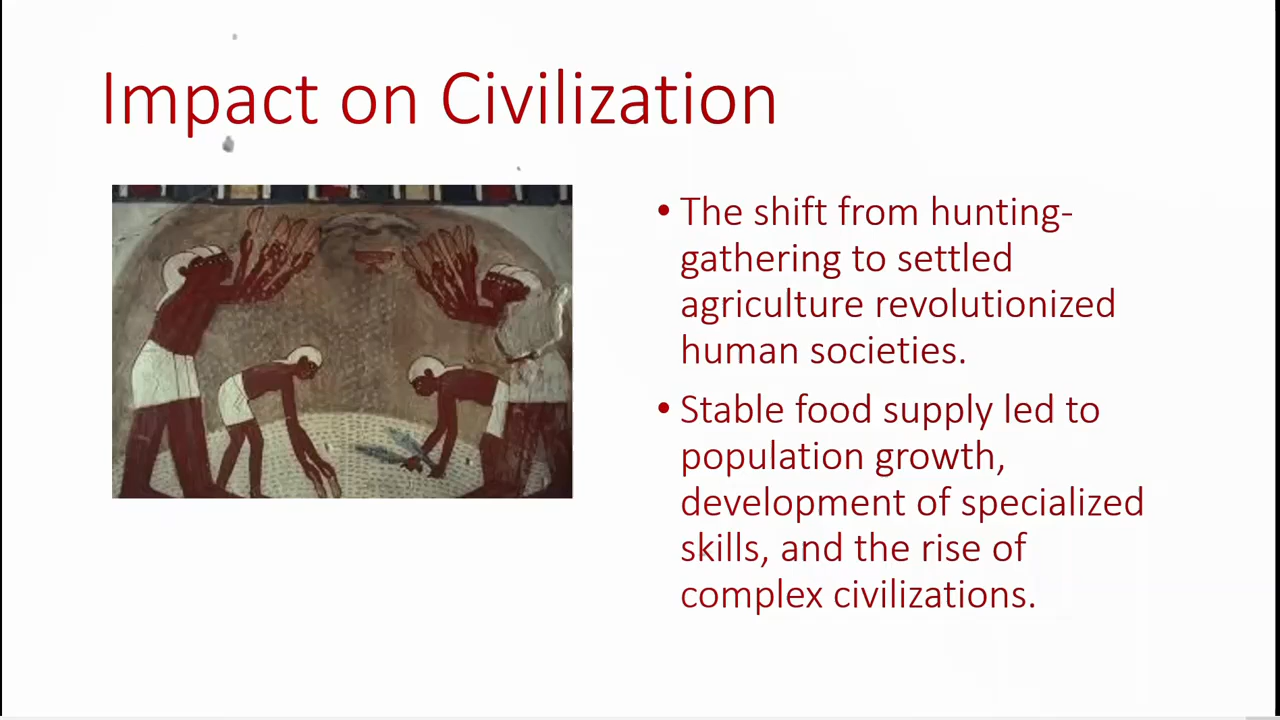 Impact on Civilization
• The shift from hunting-
gathering to settled
agriculture revolutionized
human societies.
• Stable food supply led to
population growth,
development of specialized
skills, and the rise of
complex civilizations.